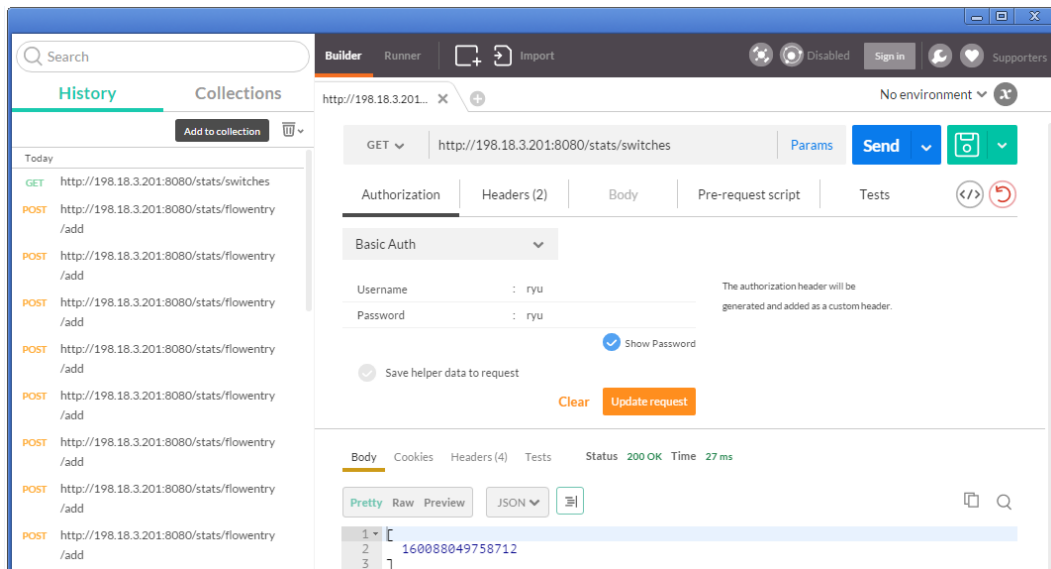 X
Search
Builder Runner Import Disabled Sign in Supporters
History Collections
http://198.18.3.201... X No environment
Add to collection
GET http://198.18.3.201:8080/stats/switches Params Send
Today
GET http://198.18.3.201:8080/stats/switches
POST http://198.18.3.201:8080/stats/flowentry
/add
POST http://198.18.3.201:8080/stats/flowentry
/add
POST http://198.18.3.201:8080/stats/flowentry
/add
POST http://198.18.3.201:8080/stats/flowentry
/add
POST http://198.18.3.201:8080/stats/flowentry
/add
POST http://198.18.3.201:8080/stats/flowentry
/add
POST http://198.18.3.201:8080/stats/flowentry
/add
POST http://198.18.3.201:8080/stats/flowentry
/add
Authorization Headers (2) Body Pre-request script Tests </>
Basic Auth
Username : ryu
Password : ryu
The authorization header will be
generated and added as a custom header.
Show Password
Save helper data to request
Clear Update request
Body Cookies Headers (4) Tests Status 200 OK Time 27 ms
Pretty Raw Preview JSON
1 [
2 160088049758712
3 ]